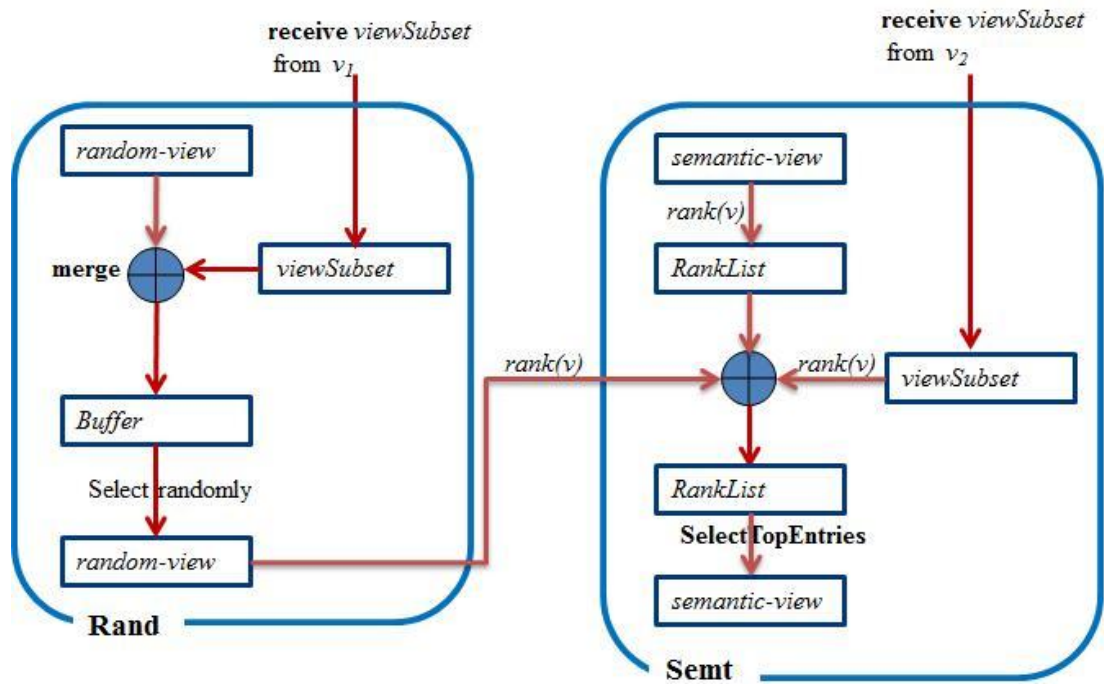 receive viewSubset
from v1
random-view
merge
viewSubset
Buffer
Select randomly
random-view
Rand
rank(v)
receive viewSubset
from v2
semantic-view
rank(v)
RankList
rank(v)
viewSubset
RankList
SelectTopEntries
semantic-view
Semt